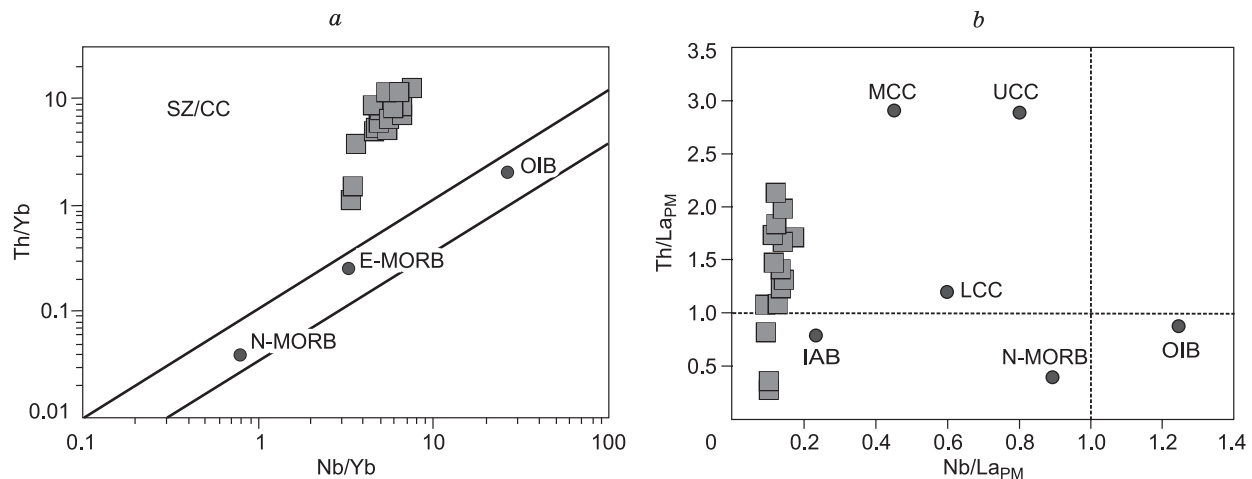 a
SZ/CC
OIB
E-MORB
N-MORB
10
1
0.1
0.01
0.1
1
10
100
Th/Yb
Nb/Yb
b
MCC
UCC
LCC
IAB
N-MORB
OIB
3.5
3.0
2.5
2.0
1.5
1.0
0.5
0
0.2
0.4
0.6
0.8
1.0
1.2
1.4
Th/LaPM
Nb/LaPM